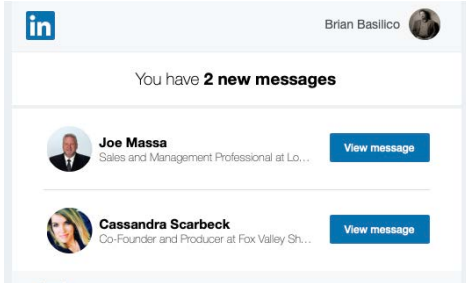 in
Brian Basilico
You have 2 new messages
Joe Massa
Sales and Management Professional at Lo...
View message
Cassandra Scarbeck
Co-Founder and Producer at Fox Valley Sh...
View message